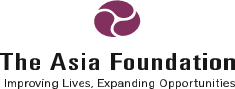 The Asia Foundation
Improving Lives, Expanding Opportunities